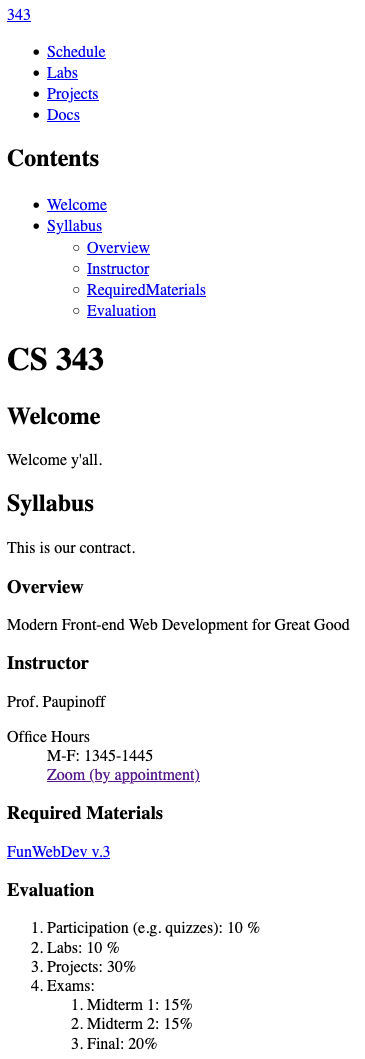 343
Schedule
Labs
Projects
Docs
Contents
Welcome
Syllabus
Overview
Instructor
RequiredMaterials
Evaluation
CS 343
Welcome
Welcome y'all.
Syllabus
This is our contract.
Overview
Modern Front-end Web Development for Great Good
Instructor
Prof. Paupinoff
Office Hours
M-F: 1345-1445
Zoom (by appointment)
Required Materials
FunWebDev v.3
Evaluation
1. Participation (e.g. quizzes): 10 %
2. Labs: 10 %
3. Projects: 30%
4. Exams:
1. Midterm 1: 15%
2. Midterm 2: 15%
3. Final: 20%